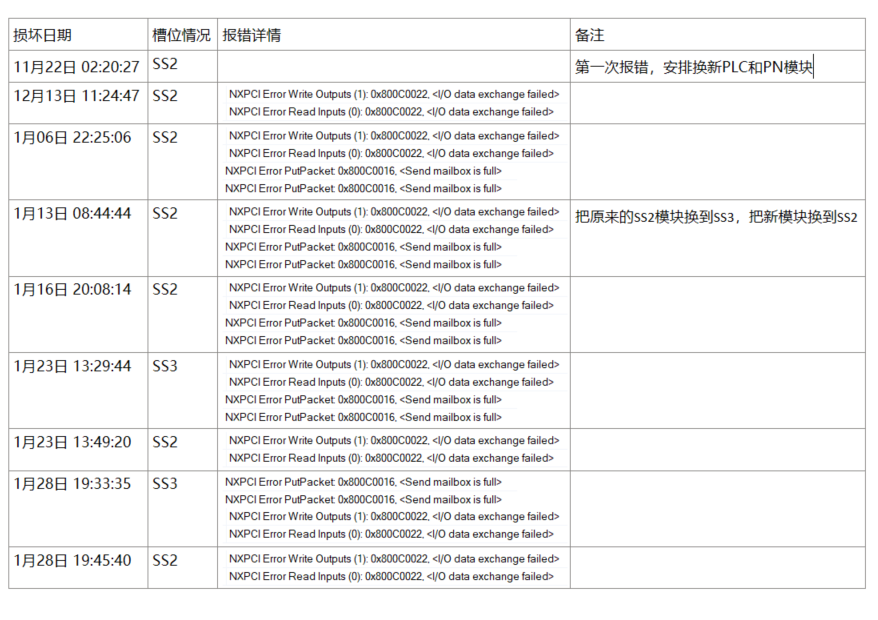 损坏日期 槽位情况 报错详情 备注
11月22日 02:20:27 SS2 第一次报错，安排换新PLC和PN模块
12月13日 11:24:47 SS2 NXPCI Error Write Outputs (1): 0x800C0022, <I/O data exchange failed>
NXPCI Error Read Inputs (0): 0x800C0022, <I/O data exchange failed>
1月06日 22:25:06 SS2 NXPCI Error Write Outputs (1): 0x800C0022, <I/O data exchange failed>
NXPCI Error Read Inputs (0): 0x800C0022, <I/O data exchange failed>
NXPCI Error PutPacket: 0x800C0016, <Send mailbox is full>
NXPCI Error PutPacket: 0x800C0016, <Send mailbox is full>
1月13日 08:44:44 SS2 NXPCI Error Write Outputs (1): 0x800C0022, <I/O data exchange failed> 把原来的SS2模块换到SS3，把新模块换到SS2
NXPCI Error Read Inputs (0): 0x800C0022, <I/O data exchange failed>
NXPCI Error PutPacket: 0x800C0016, <Send mailbox is full>
NXPCI Error PutPacket: 0x800C0016, <Send mailbox is full>
1月16日 20:08:14 SS2 NXPCI Error Write Outputs (1): 0x800C0022, <I/O data exchange failed>
NXPCI Error Read Inputs (0): 0x800C0022, <I/O data exchange failed>
NXPCI Error PutPacket: 0x800C0016, <Send mailbox is full>
NXPCI Error PutPacket: 0x800C0016, <Send mailbox is full>
1月23日 13:29:44 SS3 NXPCI Error Write Outputs (1): 0x800C0022, <I/O data exchange failed>
NXPCI Error Read Inputs (0): 0x800C0022, <I/O data exchange failed>
NXPCI Error PutPacket: 0x800C0016, <Send mailbox is full>
NXPCI Error PutPacket: 0x800C0016, <Send mailbox is full>
1月23日 13:49:20 SS2 NXPCI Error Write Outputs (1): 0x800C0022, <I/O data exchange failed>
NXPCI Error Read Inputs (0): 0x800C0022, <I/O data exchange failed>
1月28日 19:33:35 SS3 NXPCI Error PutPacket: 0x800C0016, <Send mailbox is full>
NXPCI Error PutPacket: 0x800C0016, <Send mailbox is full>
NXPCI Error Write Outputs (1): 0x800C0022, <I/O data exchange failed>
NXPCI Error Read Inputs (0): 0x800C0022, <I/O data exchange failed>
1月28日 19:45:40 SS2 NXPCI Error Write Outputs (1): 0x800C0022, <I/O data exchange failed>
NXPCI Error Read Inputs (0): 0x800C0022, <I/O data exchange failed>